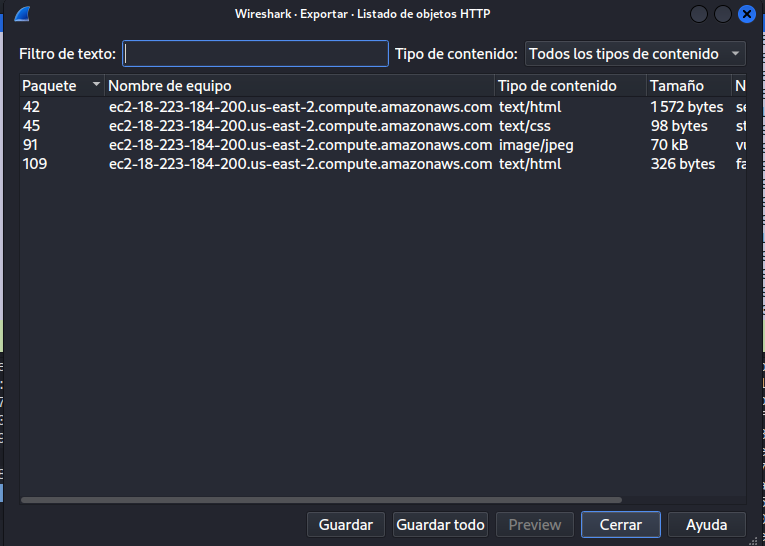 Wireshark · Exportar · Listado de objetos HTTP
Filtro de texto: Tipo de contenido: Todos los tipos de contenido
Paquete Nombre de equipo Tipo de contenido Tamaño N
42 ec2-18-223-184-200.us-east-2.compute.amazonaws.com text/html 1 572 bytes se
45 ec2-18-223-184-200.us-east-2.compute.amazonaws.com text/css 98 bytes st
91 ec2-18-223-184-200.us-east-2.compute.amazonaws.com image/jpeg 70 kB vu
109 ec2-18-223-184-200.us-east-2.compute.amazonaws.com text/html 326 bytes fa
Guardar Guardar todo Preview Cerrar Ayuda